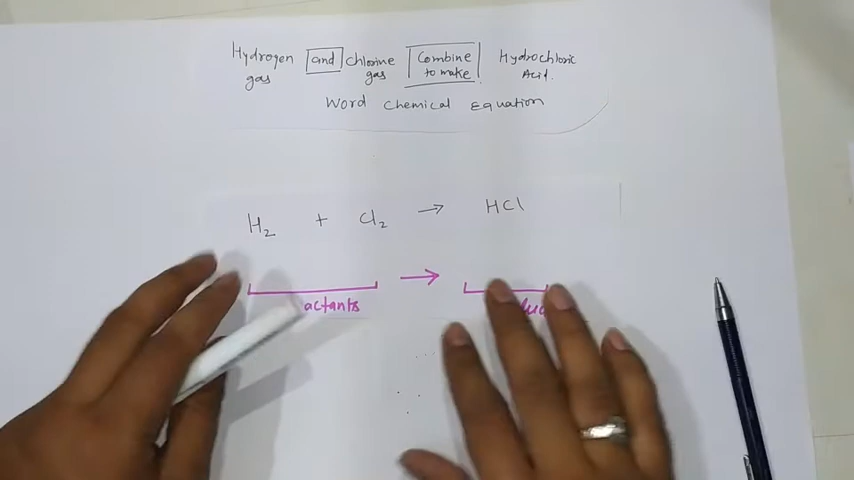 Hydrogen and chlorine combine Hydrochloric
gas gas to make Acid.
Word Chemical Equation
H₂ + Cl₂ → HCl
→
actants